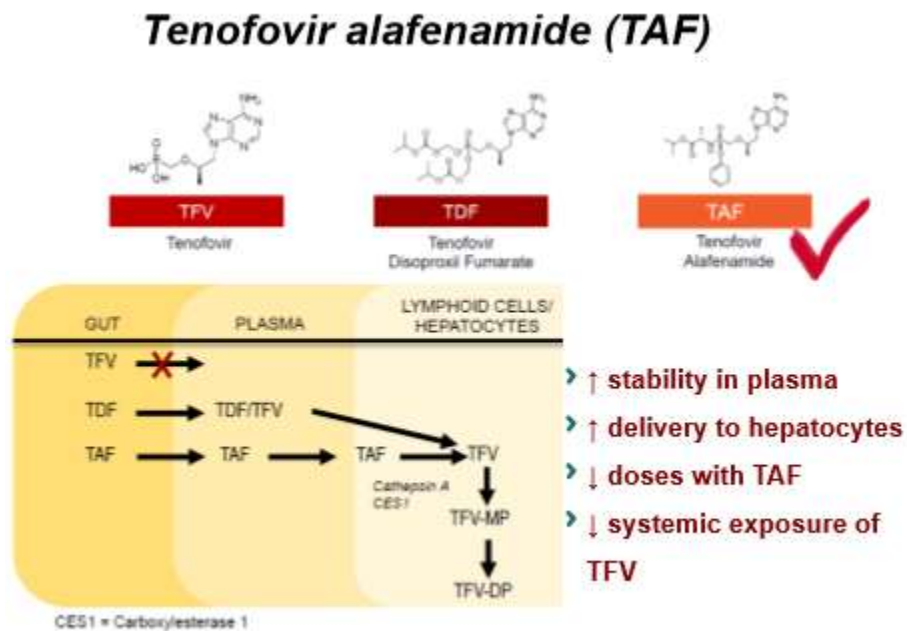 Tenofovir alafenamide (TAF)
TFV
Tenofovir
TDF
Tenofovir
Disoproxil Fumarate
TAF
Tenofovir
Alafenamide
GUT
PLASMA
LYMPHOID CELLS/
HEPATOCYTES
TFV
TDF
TDF/TFV
TAF
TAF
TAF
TFV
Cathepsin A
CES1
TFV-MP
TFV-DP
CES1 = Carboxylesterase 1
↑ stability in plasma
↑ delivery to hepatocytes
↓ doses with TAF
↓ systemic exposure of
TFV